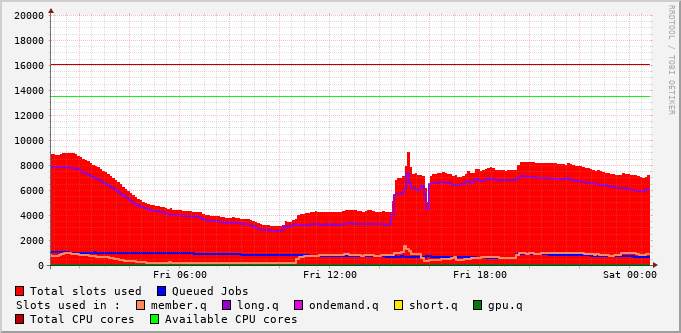 RRDTOOL / TOBI OETIKER
20000
18000
16000
14000
12000
10000
8000
6000
4000
2000
0
Fri 06:00 Fri 12:00 Fri 18:00 Sat 00:00
Total slots used Queued Jobs
Slots used in : member.q long.q ondemand.q short.q gpu.q
Total CPU cores Available CPU cores